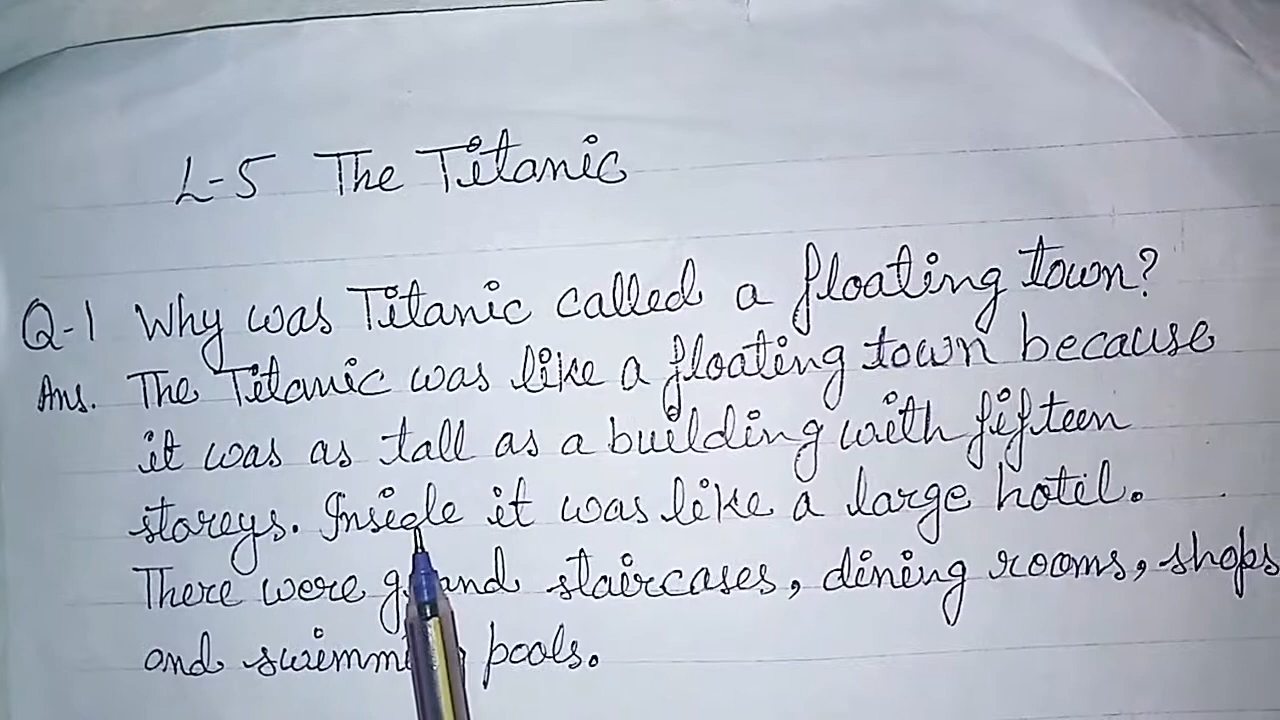 L-5 The Titanic
Q-1 Why was Titanic called a floating town?
Ans. The Titanic was like a floating town because
it was as tall as a building with fifteen
storeys. Inside it was like a large hotel.
There were grand staircases, dining rooms, shops
and swimming pools.